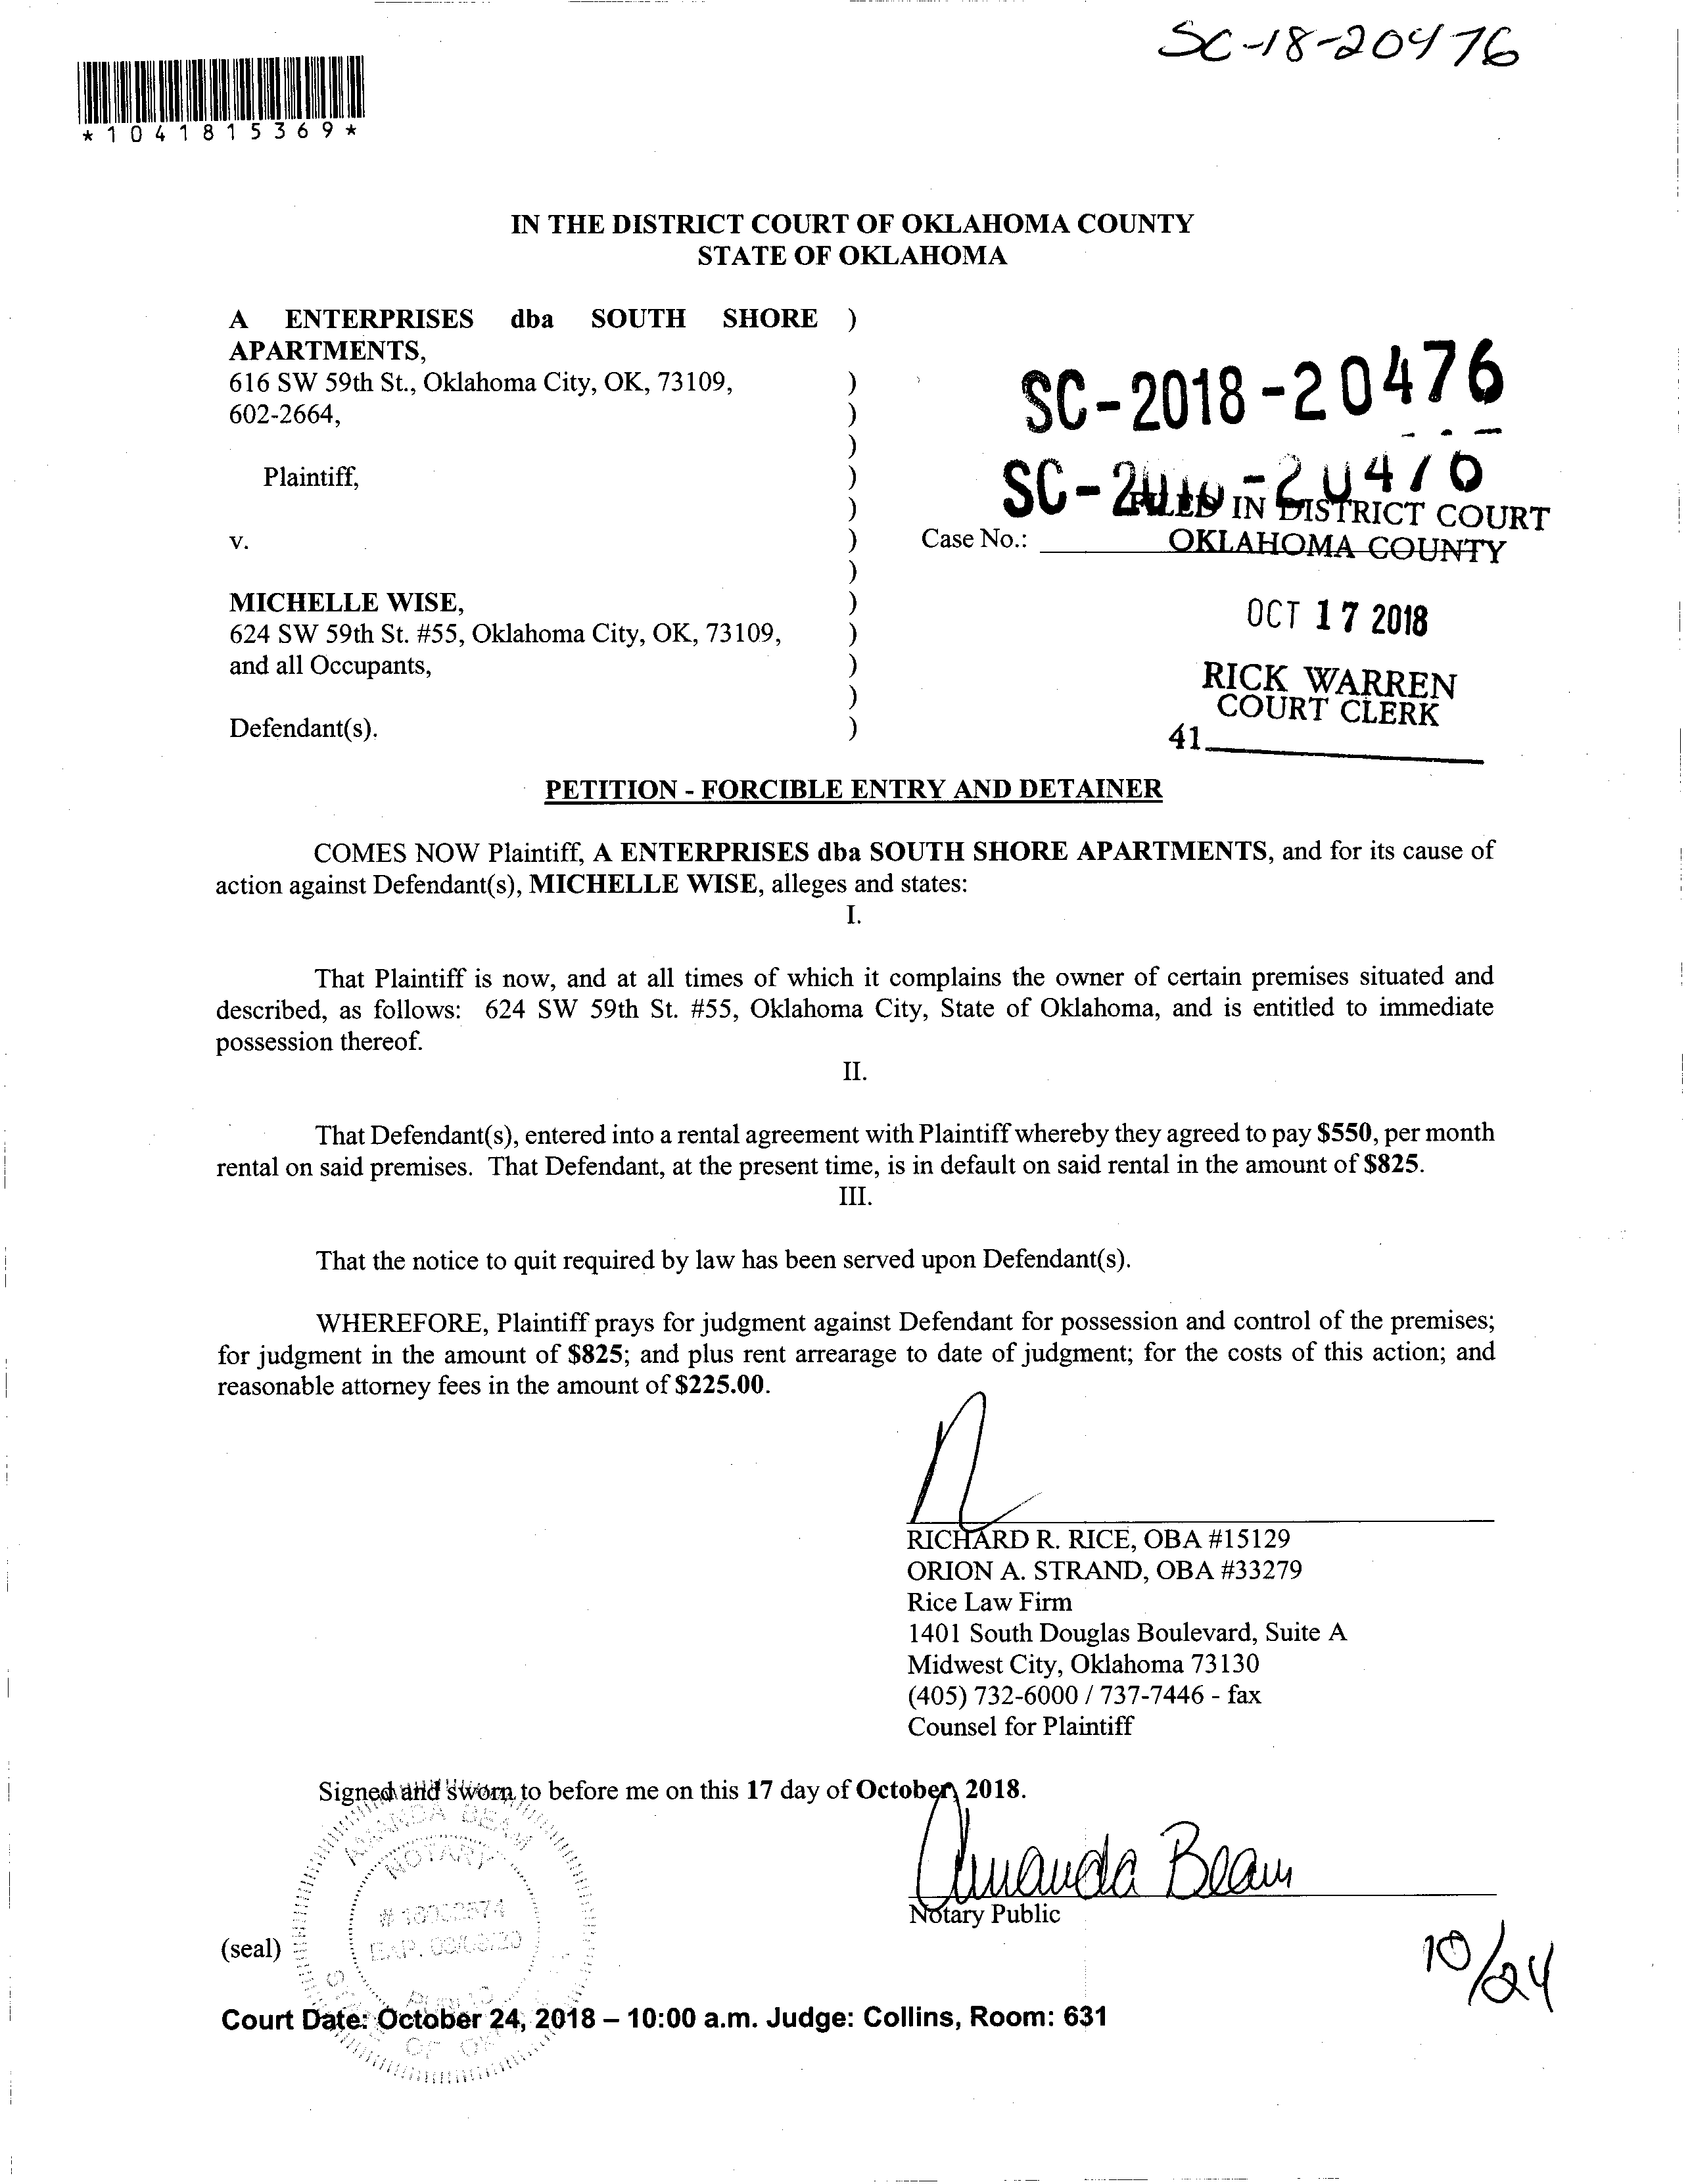 SC-18-20476
*1041815369*
IN THE DISTRICT COURT OF OKLAHOMA COUNTY
STATE OF OKLAHOMA
A ENTERPRISES dba SOUTH SHORE )
APARTMENTS,
616 SW 59th St., Oklahoma City, OK, 73109, )
602-2664, )
)
Plaintiff, )
)
v. )
)
MICHELLE WISE, )
624 SW 59th St. #55, Oklahoma City, OK, 73109, )
and all Occupants, )
)
Defendant(s). )
SC-2018-20476
IN DISTRICT COURT
Case No.: OKLAHOMA COUNTY
OCT 17 2018
RICK WARREN
COURT CLERK
41
PETITION - FORCIBLE ENTRY AND DETAINER
COMES NOW Plaintiff, A ENTERPRISES dba SOUTH SHORE APARTMENTS, and for its cause of
action against Defendant(s), MICHELLE WISE, alleges and states:
I.
That Plaintiff is now, and at all times of which it complains the owner of certain premises situated and
described, as follows: 624 SW 59th St. #55, Oklahoma City, State of Oklahoma, and is entitled to immediate
possession thereof.
II.
That Defendant(s), entered into a rental agreement with Plaintiff whereby they agreed to pay $550, per month
rental on said premises. That Defendant, at the present time, is in default on said rental in the amount of $825.
III.
That the notice to quit required by law has been served upon Defendant(s).
WHEREFORE, Plaintiff prays for judgment against Defendant for possession and control of the premises;
for judgment in the amount of $825; and plus rent arrearage to date of judgment; for the costs of this action; and
reasonable attorney fees in the amount of $225.00.
RICHARD R. RICE, OBA #15129
ORION A. STRAND, OBA #33279
Rice Law Firm
1401 South Douglas Boulevard, Suite A
Midwest City, Oklahoma 73130
(405) 732-6000 / 737-7446 - fax
Counsel for Plaintiff
Signed and sworn to before me on this 17 day of October, 2018.
AMANDA BEAM
NOTARY
Amanda Beam
Notary Public
(seal)
PUBLIC
10/24
Court Date: October 24, 2018 – 10:00 a.m. Judge: Collins, Room: 631